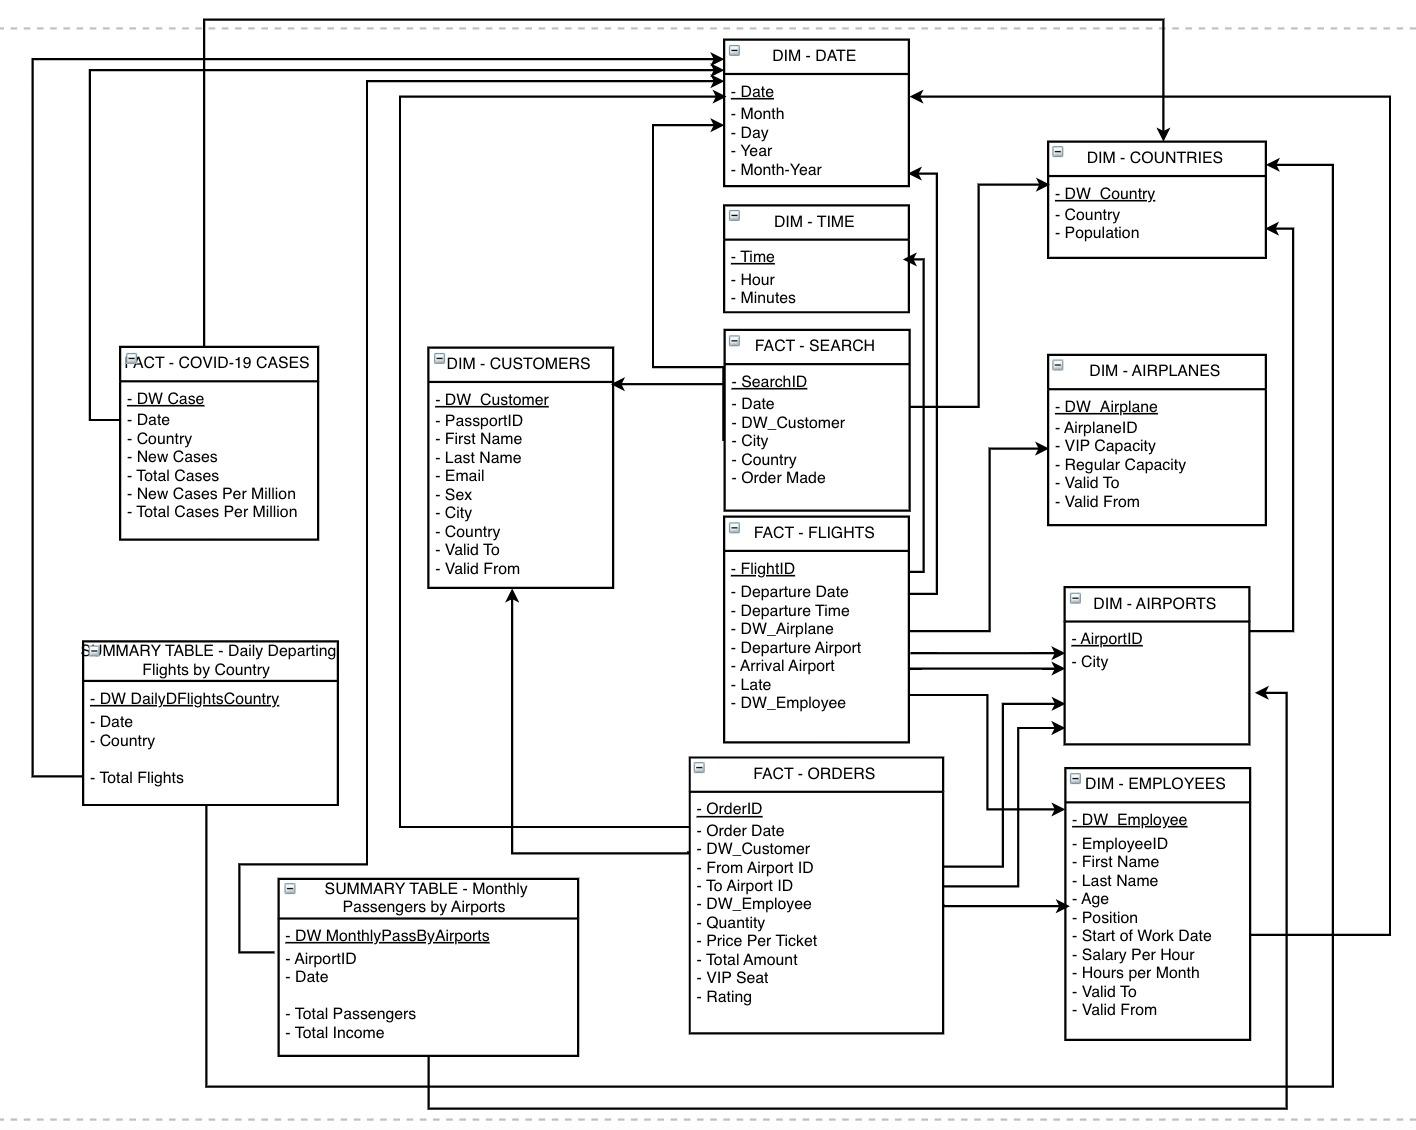 DIM - DATE
- Date
- Month
- Day
- Year
- Month-Year
DIM - COUNTRIES
- DW_Country
- Country
- Population
DIM - TIME
- Time
- Hour
- Minutes
FACT - COVID-19 CASES
- DW Case
- Date
- Country
- New Cases
- Total Cases
- New Cases Per Million
- Total Cases Per Million
DIM - CUSTOMERS
- DW_Customer
- PassportID
- First Name
- Last Name
- Email
- Sex
- City
- Country
- Valid To
- Valid From
FACT - SEARCH
- SearchID
- Date
- DW_Customer
- City
- Country
- Order Made
DIM - AIRPLANES
- DW_Airplane
- AirplaneID
- VIP Capacity
- Regular Capacity
- Valid To
- Valid From
FACT - FLIGHTS
- FlightID
- Departure Date
- Departure Time
- DW_Airplane
- Departure Airport
- Arrival Airport
- Late
- DW_Employee
DIM - AIRPORTS
- AirportID
- City
SUMMARY TABLE - Daily Departing
Flights by Country
- DW DailyDFlightsCountry
- Date
- Country
- Total Flights
FACT - ORDERS
- OrderID
- Order Date
- DW_Customer
- From Airport ID
- To Airport ID
- DW_Employee
- Quantity
- Price Per Ticket
- Total Amount
- VIP Seat
- Rating
DIM - EMPLOYEES
- DW_Employee
- EmployeeID
- First Name
- Last Name
- Age
- Position
- Start of Work Date
- Salary Per Hour
- Hours per Month
- Valid To
- Valid From
SUMMARY TABLE - Monthly
Passengers by Airports
- DW MonthlyPassByAirports
- AirportID
- Date
- Total Passengers
- Total Income